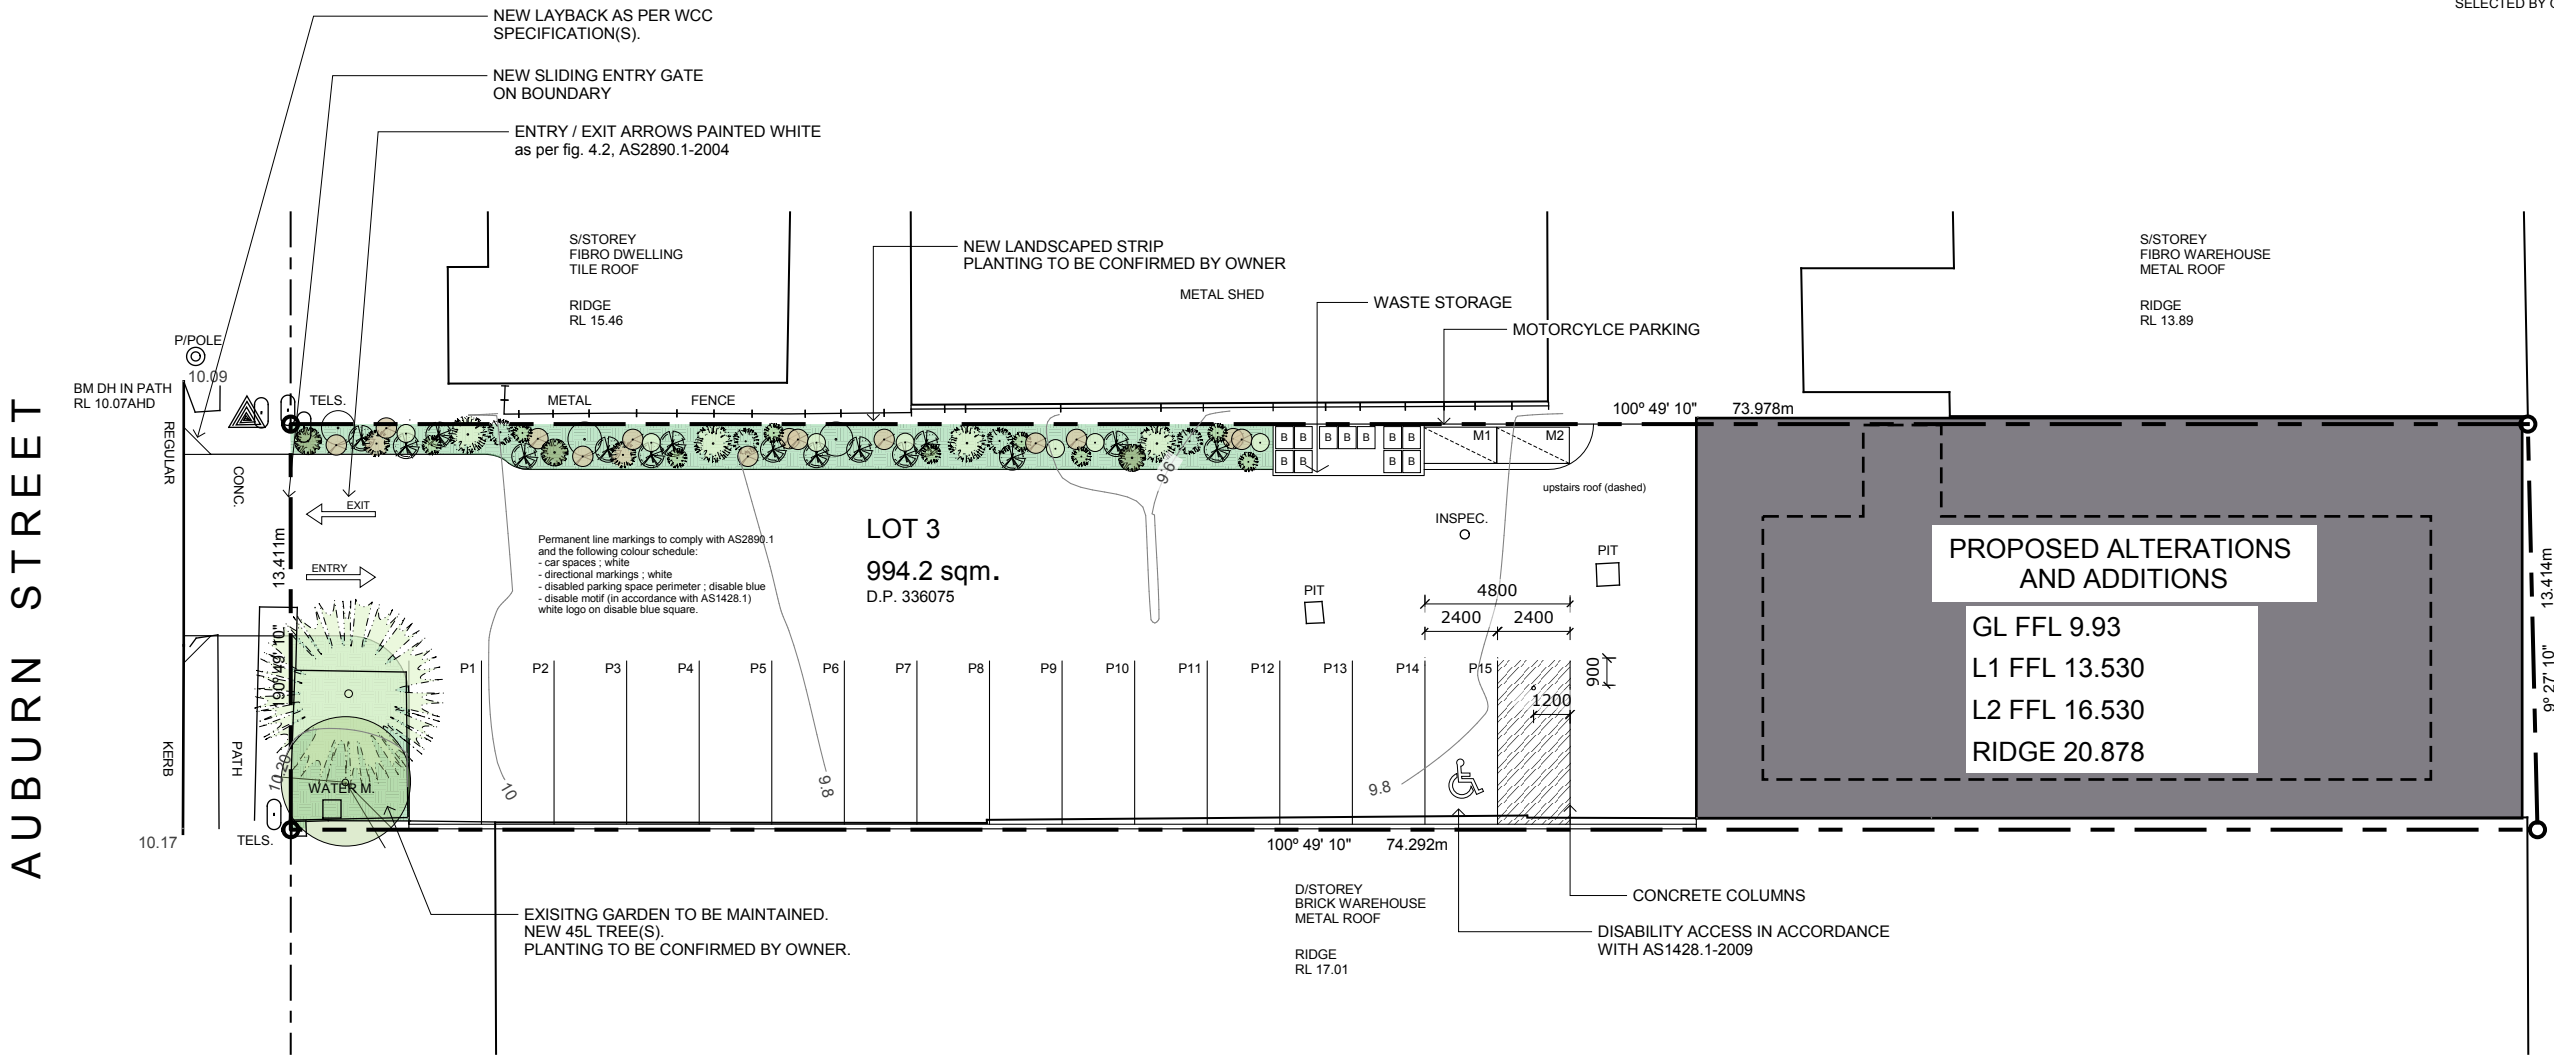 SELECTED BY
NEW LAYBACK AS PER WCC
SPECIFICATION(S).
NEW SLIDING ENTRY GATE
ON BOUNDARY
ENTRY / EXIT ARROWS PAINTED WHITE
as per fig. 4.2, AS2890.1-2004
S/STOREY
FIBRO DWELLING
TILE ROOF
RIDGE
RL 15.46
NEW LANDSCAPED STRIP
PLANTING TO BE CONFIRMED BY OWNER
METAL SHED
WASTE STORAGE
MOTORCYLCE PARKING
S/STOREY
FIBRO WAREHOUSE
METAL ROOF
RIDGE
RL 13.89
P/POLE
10.09
BM DH IN PATH
RL 10.07AHD
TELS.
METAL FENCE
100º 49' 10" 73.978m
AUBURN STREET
REGULAR
CONC.
B B B B B B B
B B B B
M1 M2
9.6
upstairs roof (dashed)
EXIT
ENTRY
13.411m
190º 49' 10"
Permanent line markings to comply with AS2890.1
and the following colour schedule:
- car spaces ; white
- directional markings ; white
- disabled parking space perimeter ; disable blue
- disable motif (in accordance with AS1428.1)
white logo on disable blue square.
LOT 3
994.2 sqm.
D.P. 336075
INSPEC.
PIT
PIT
4800
2400 2400
900
1200
PROPOSED ALTERATIONS
AND ADDITIONS
GL FFL 9.93
L1 FFL 13.530
L2 FFL 16.530
RIDGE 20.878
13.414m
9º 27' 10"
P1 P2 P3 P4 P5 P6 P7 P8 P9 P10 P11 P12 P13 P14 P15
KERB
PATH
10.20
WATER M.
10
9.8
9.8
10.17
TELS.
100º 49' 10" 74.292m
EXISITNG GARDEN TO BE MAINTAINED.
NEW 45L TREE(S).
PLANTING TO BE CONFIRMED BY OWNER.
D/STOREY
BRICK WAREHOUSE
METAL ROOF
RIDGE
RL 17.01
CONCRETE COLUMNS
DISABILITY ACCESS IN ACCORDANCE
WITH AS1428.1-2009